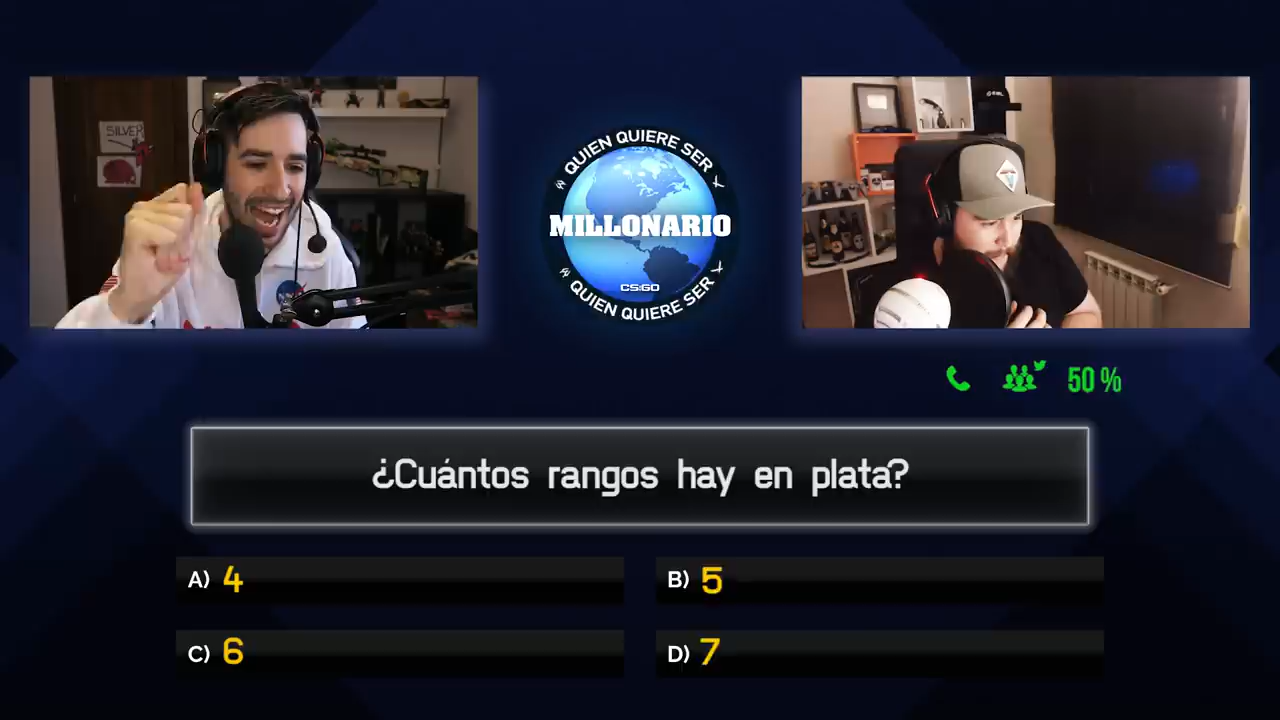 SILVER
QUIEN QUIERE SER
MILLONARIO
CS:GO
QUIEN QUIERE SER
50 %
¿Cuántos rangos hay en plata?
A) 4
B) 5
C) 6
D) 7